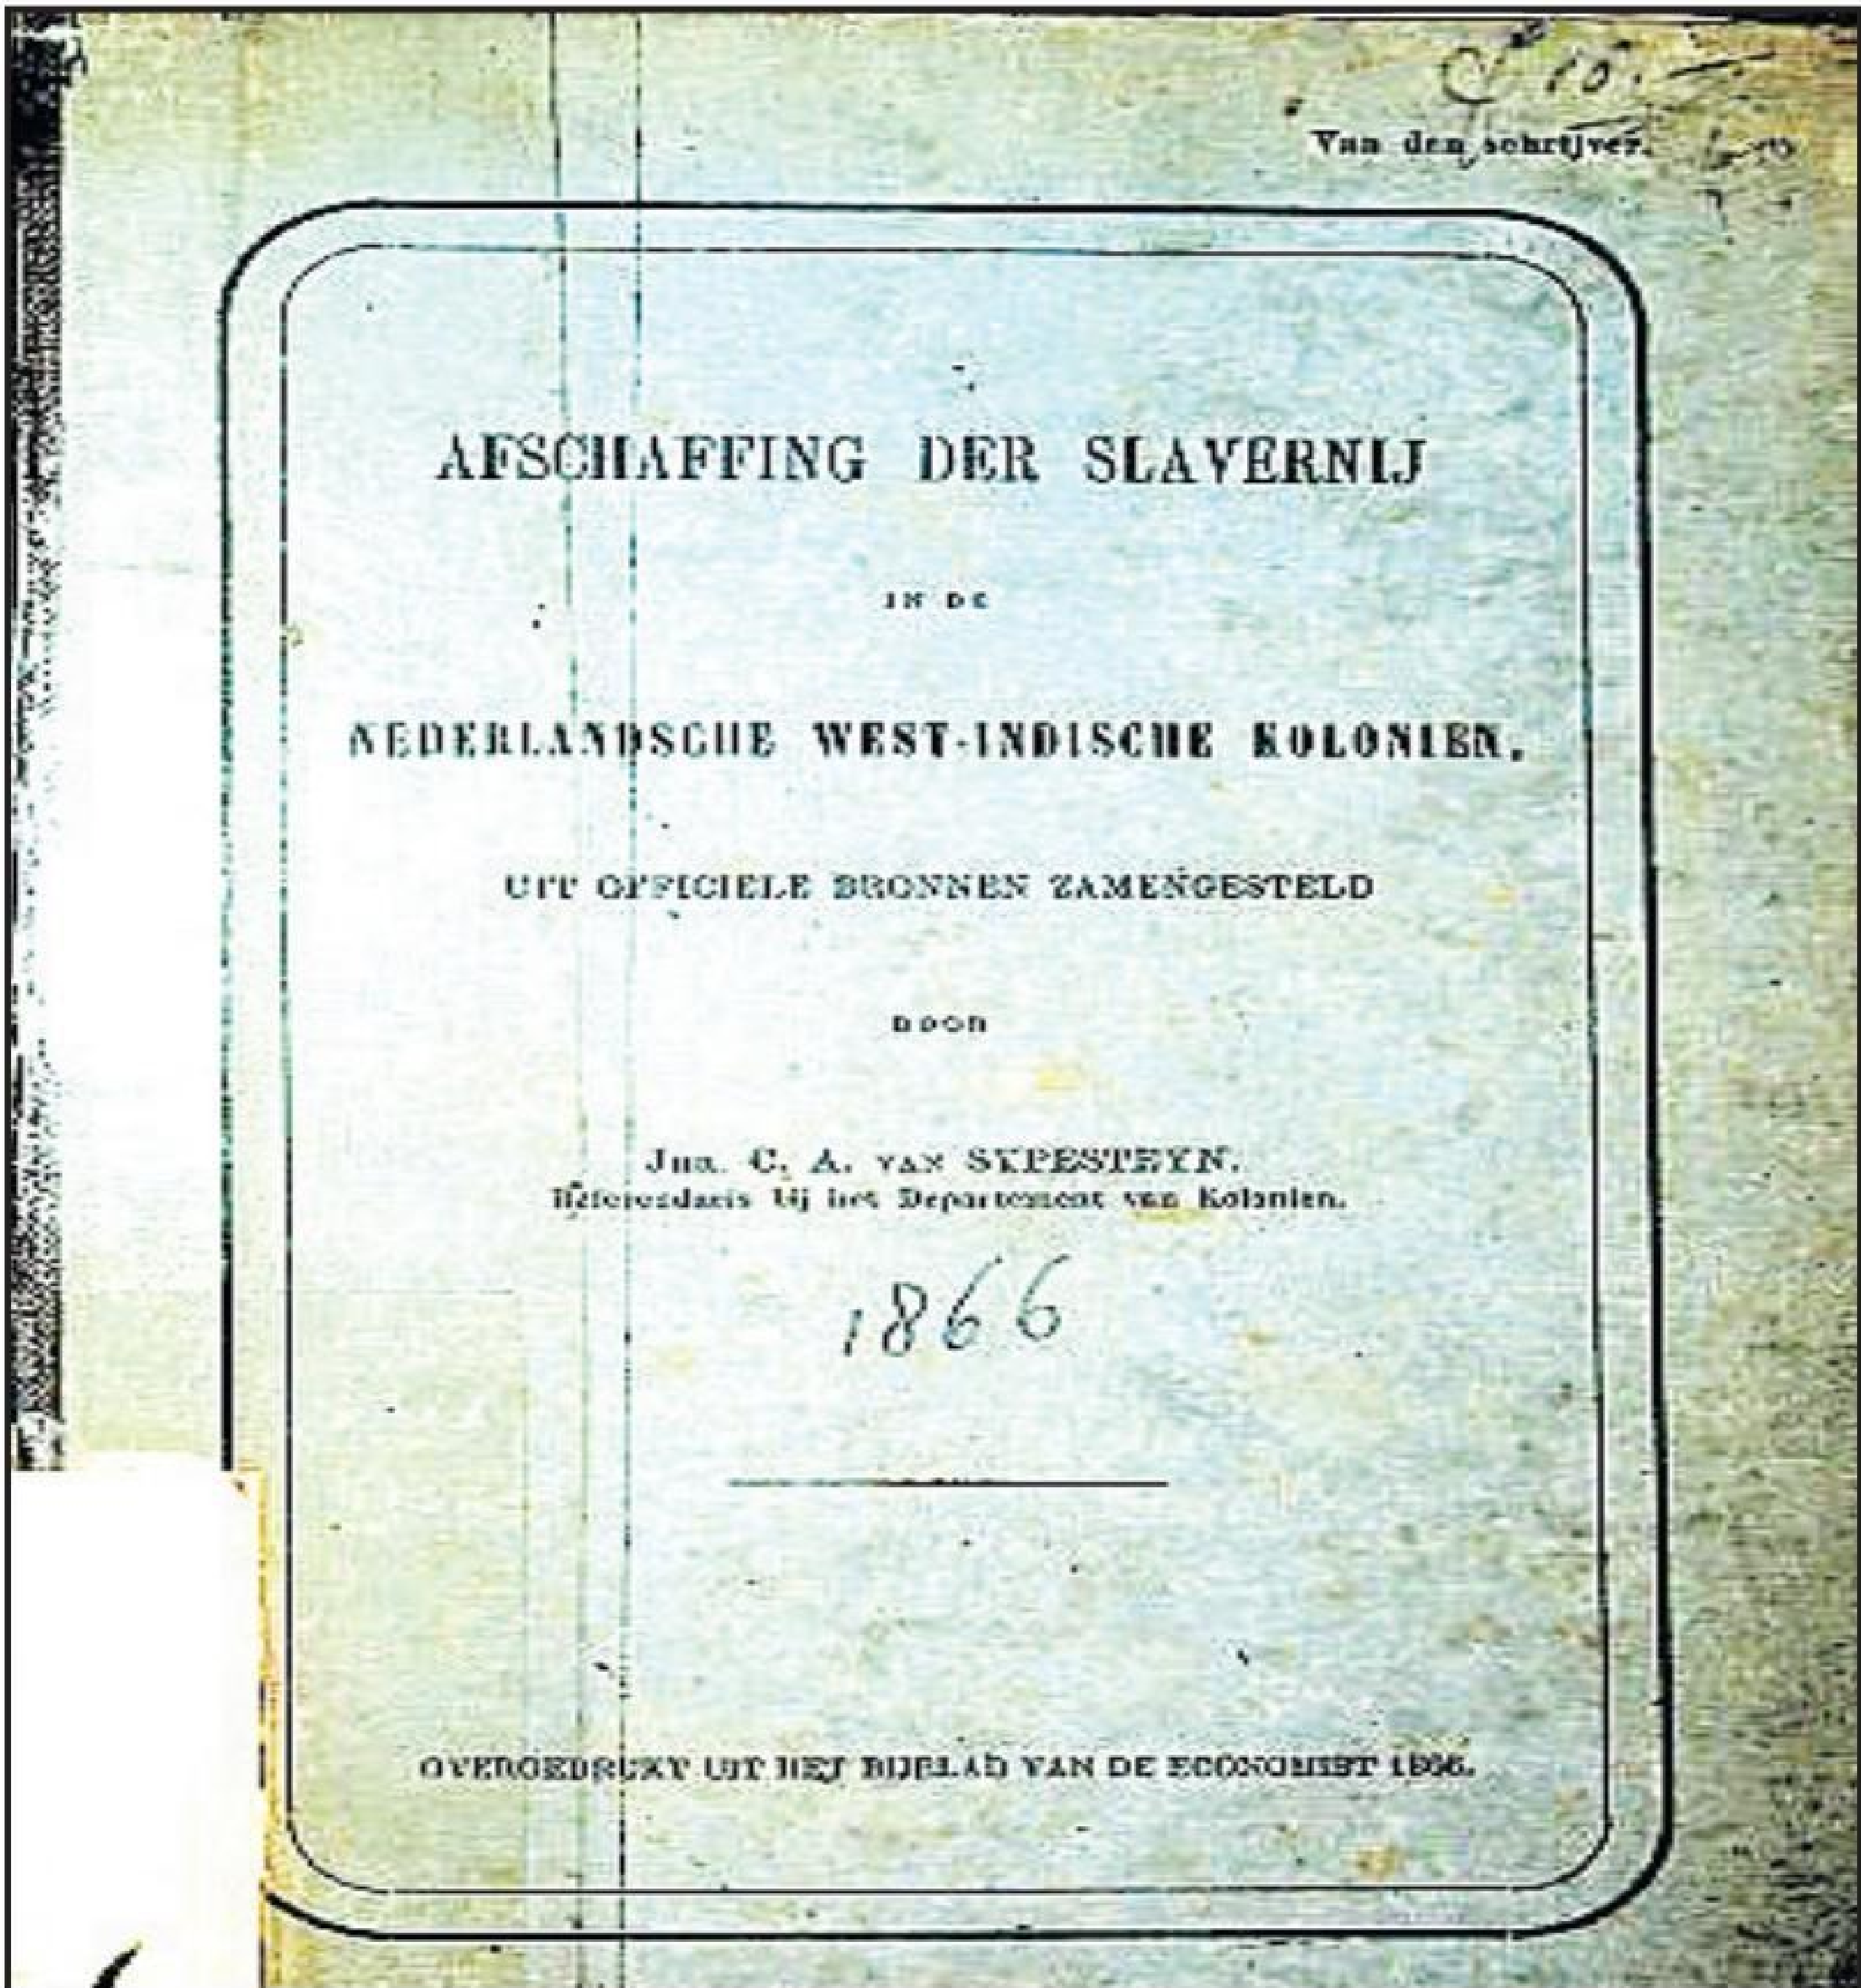 Van den schrijver.
AFSCHAFFING DER SLAVERNIJ
IN DE
NEDERLANDSCHE WEST-INDISCHE KOLONIEN.
UIT OFFICIELE BRONNEN ZAMENGESTELD
DOOR
JHR. C. A. VAN SYPESTEYN.
Referendaris bij het Departement van Kolonien.
1866
OVERGEDRUKT UIT HET BIJBLAD VAN DE ECONOMIST 1866.